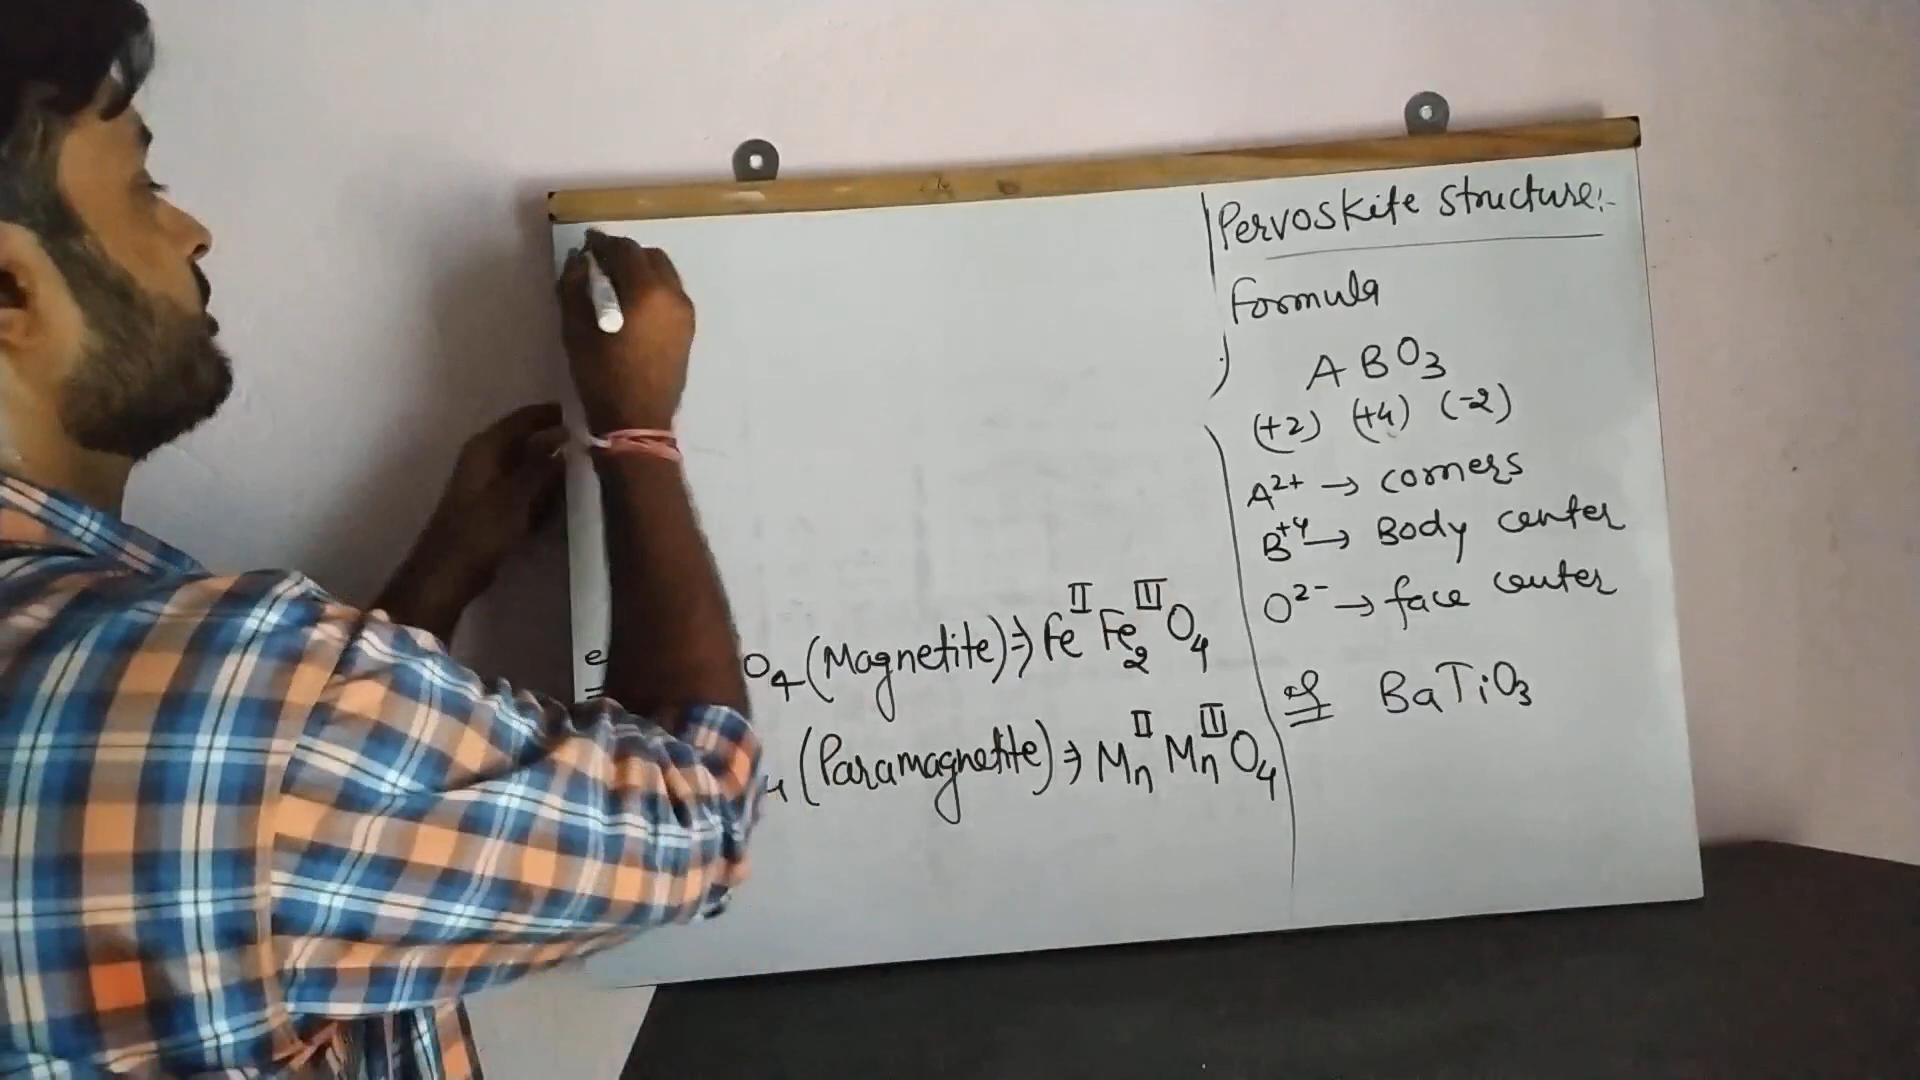 Pervoskite structure:-
Formula
A B O3
(+2) (+4) (-2)
A2+ → corners
B+4 → Body center
O2- → face center
eg BaTiO3
O4 (Magnetite) ⇒ Fe^II Fe2^III O4
4 (Paramagnetite) ⇒ Mn^II Mn^III O4